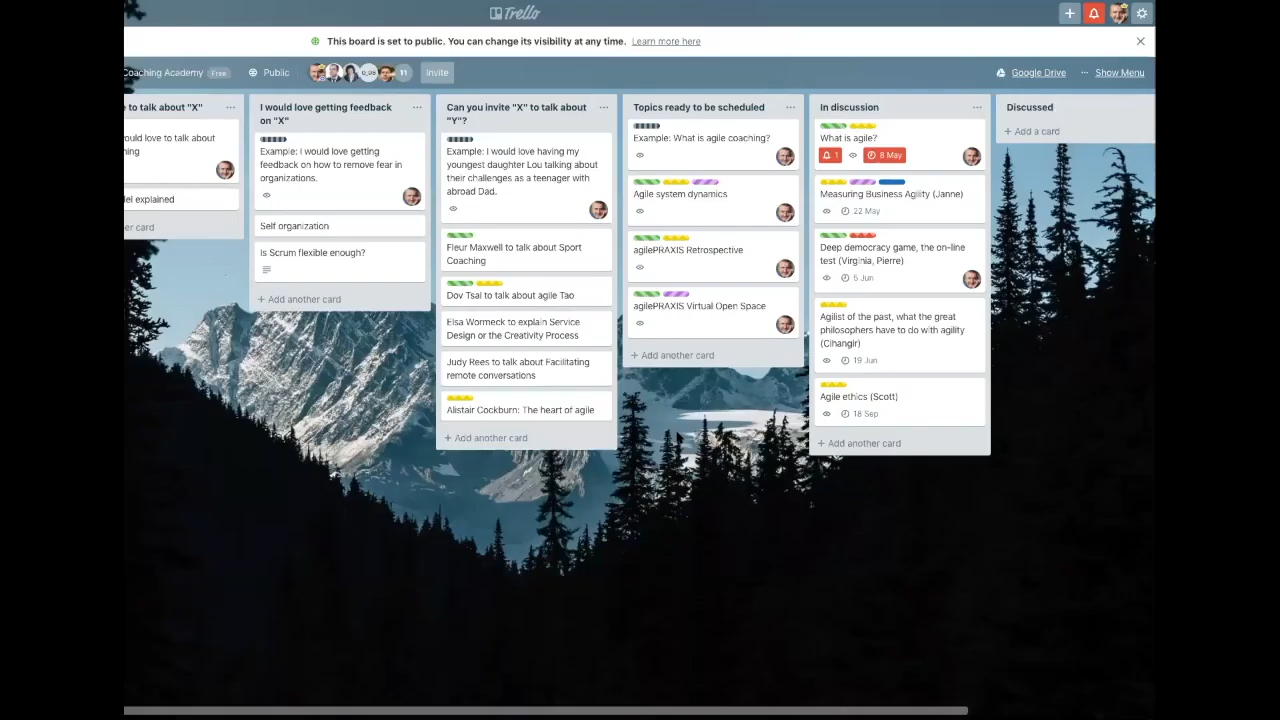 Trello
This board is set to public. You can change its visibility at any time. Learn more here
Coaching Academy Free
Public
11
Invite
Google Drive
Show Menu
e to talk about "X"
ould love to talk about
el explained
er card
I would love getting feedback
on "X"
Example: I would love getting
feedback on how to remove fear in
organizations.
Self organization
Is Scrum flexible enough?
Add another card
Can you invite "X" to talk about
"Y"?
Example: I would love having my
youngest daughter Lou talking about
their challenges as a teenager with
abroad Dad.
Fleur Maxwell to talk about Sport
Coaching
Dov Tsal to talk about agile Tao
Elsa Wormeck to explain Service
Design or the Creativity Process
Judy Rees to talk about Facilitating
remote conversations
Alistair Cockburn: The heart of agile
Add another card
Topics ready to be scheduled
Example: What is agile coaching?
Agile system dynamics
agilePRAXIS Retrospective
agilePRAXIS Virtual Open Space
Add another card
In discussion
What is agile?
1
8 May
Measuring Business Agility (Janne)
22 May
Deep democracy game, the on-line
test (Virginia, Pierre)
5 Jun
Agilist of the past, what the great
philosophers have to do with agility
(Cihangir)
19 Jun
Agile ethics (Scott)
18 Sep
Add another card
Discussed
Add a card